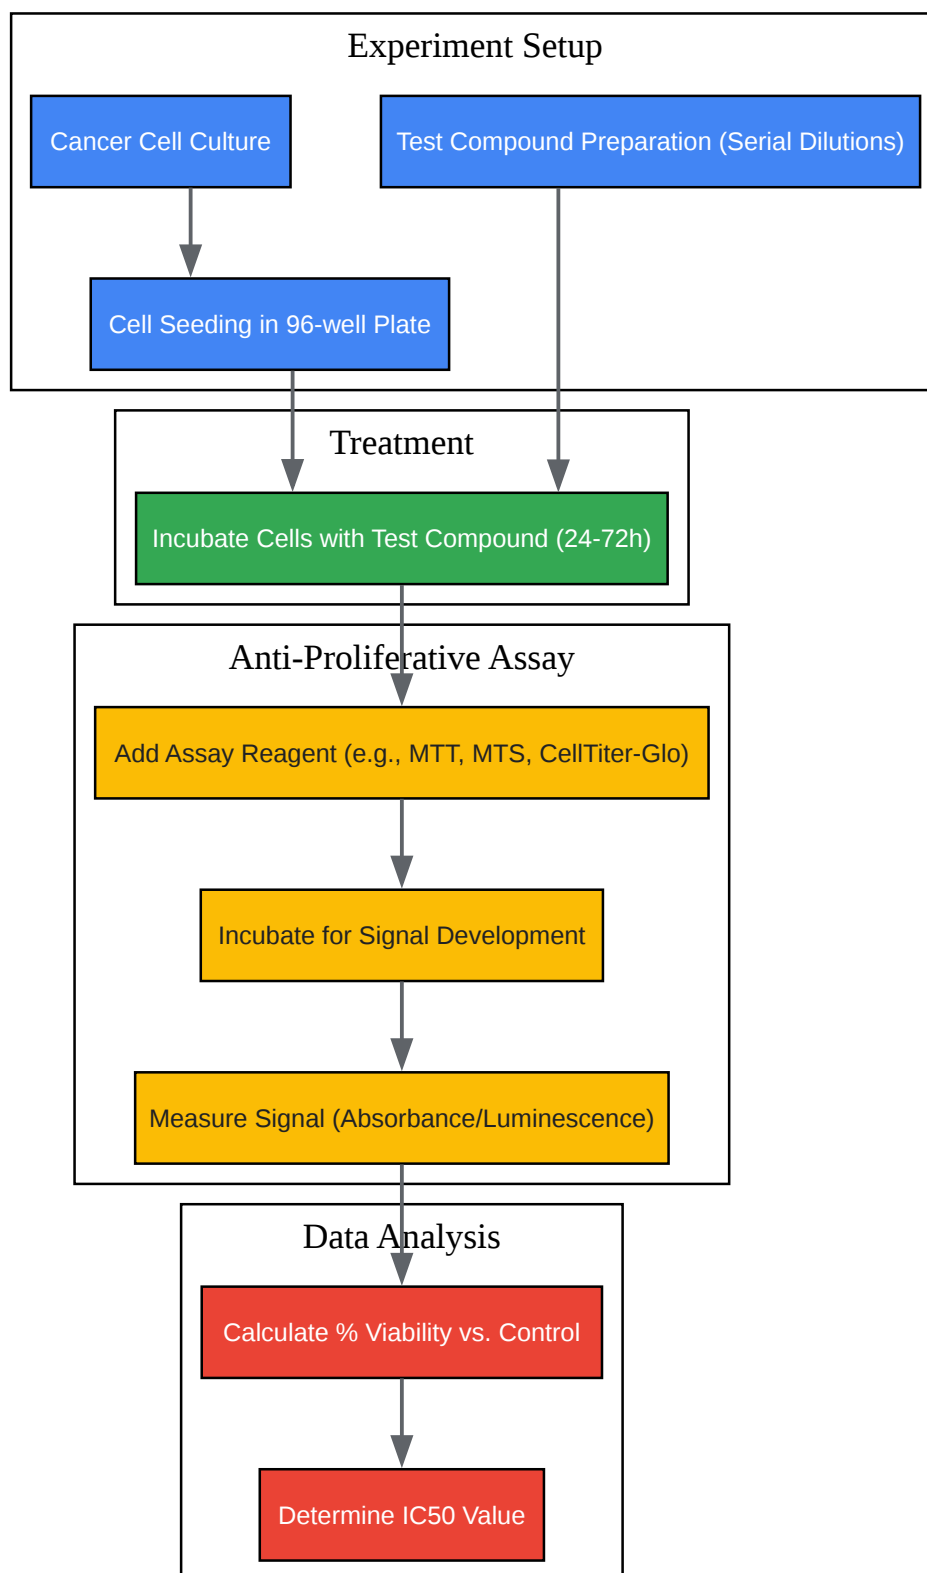 Experiment Setup
Cancer Cell Culture
Test Compound Preparation (Serial Dilutions)
Cell Seeding in 96-well Plate
Treatment
Incubate Cells with Test Compound (24-72h)
Anti-Proliferative Assay
Add Assay Reagent (e.g., MTT, MTS, CellTiter-Glo)
Incubate for Signal Development
Measure Signal (Absorbance/Luminescence)
Data Analysis
Calculate % Viability vs. Control
Determine IC50 Value